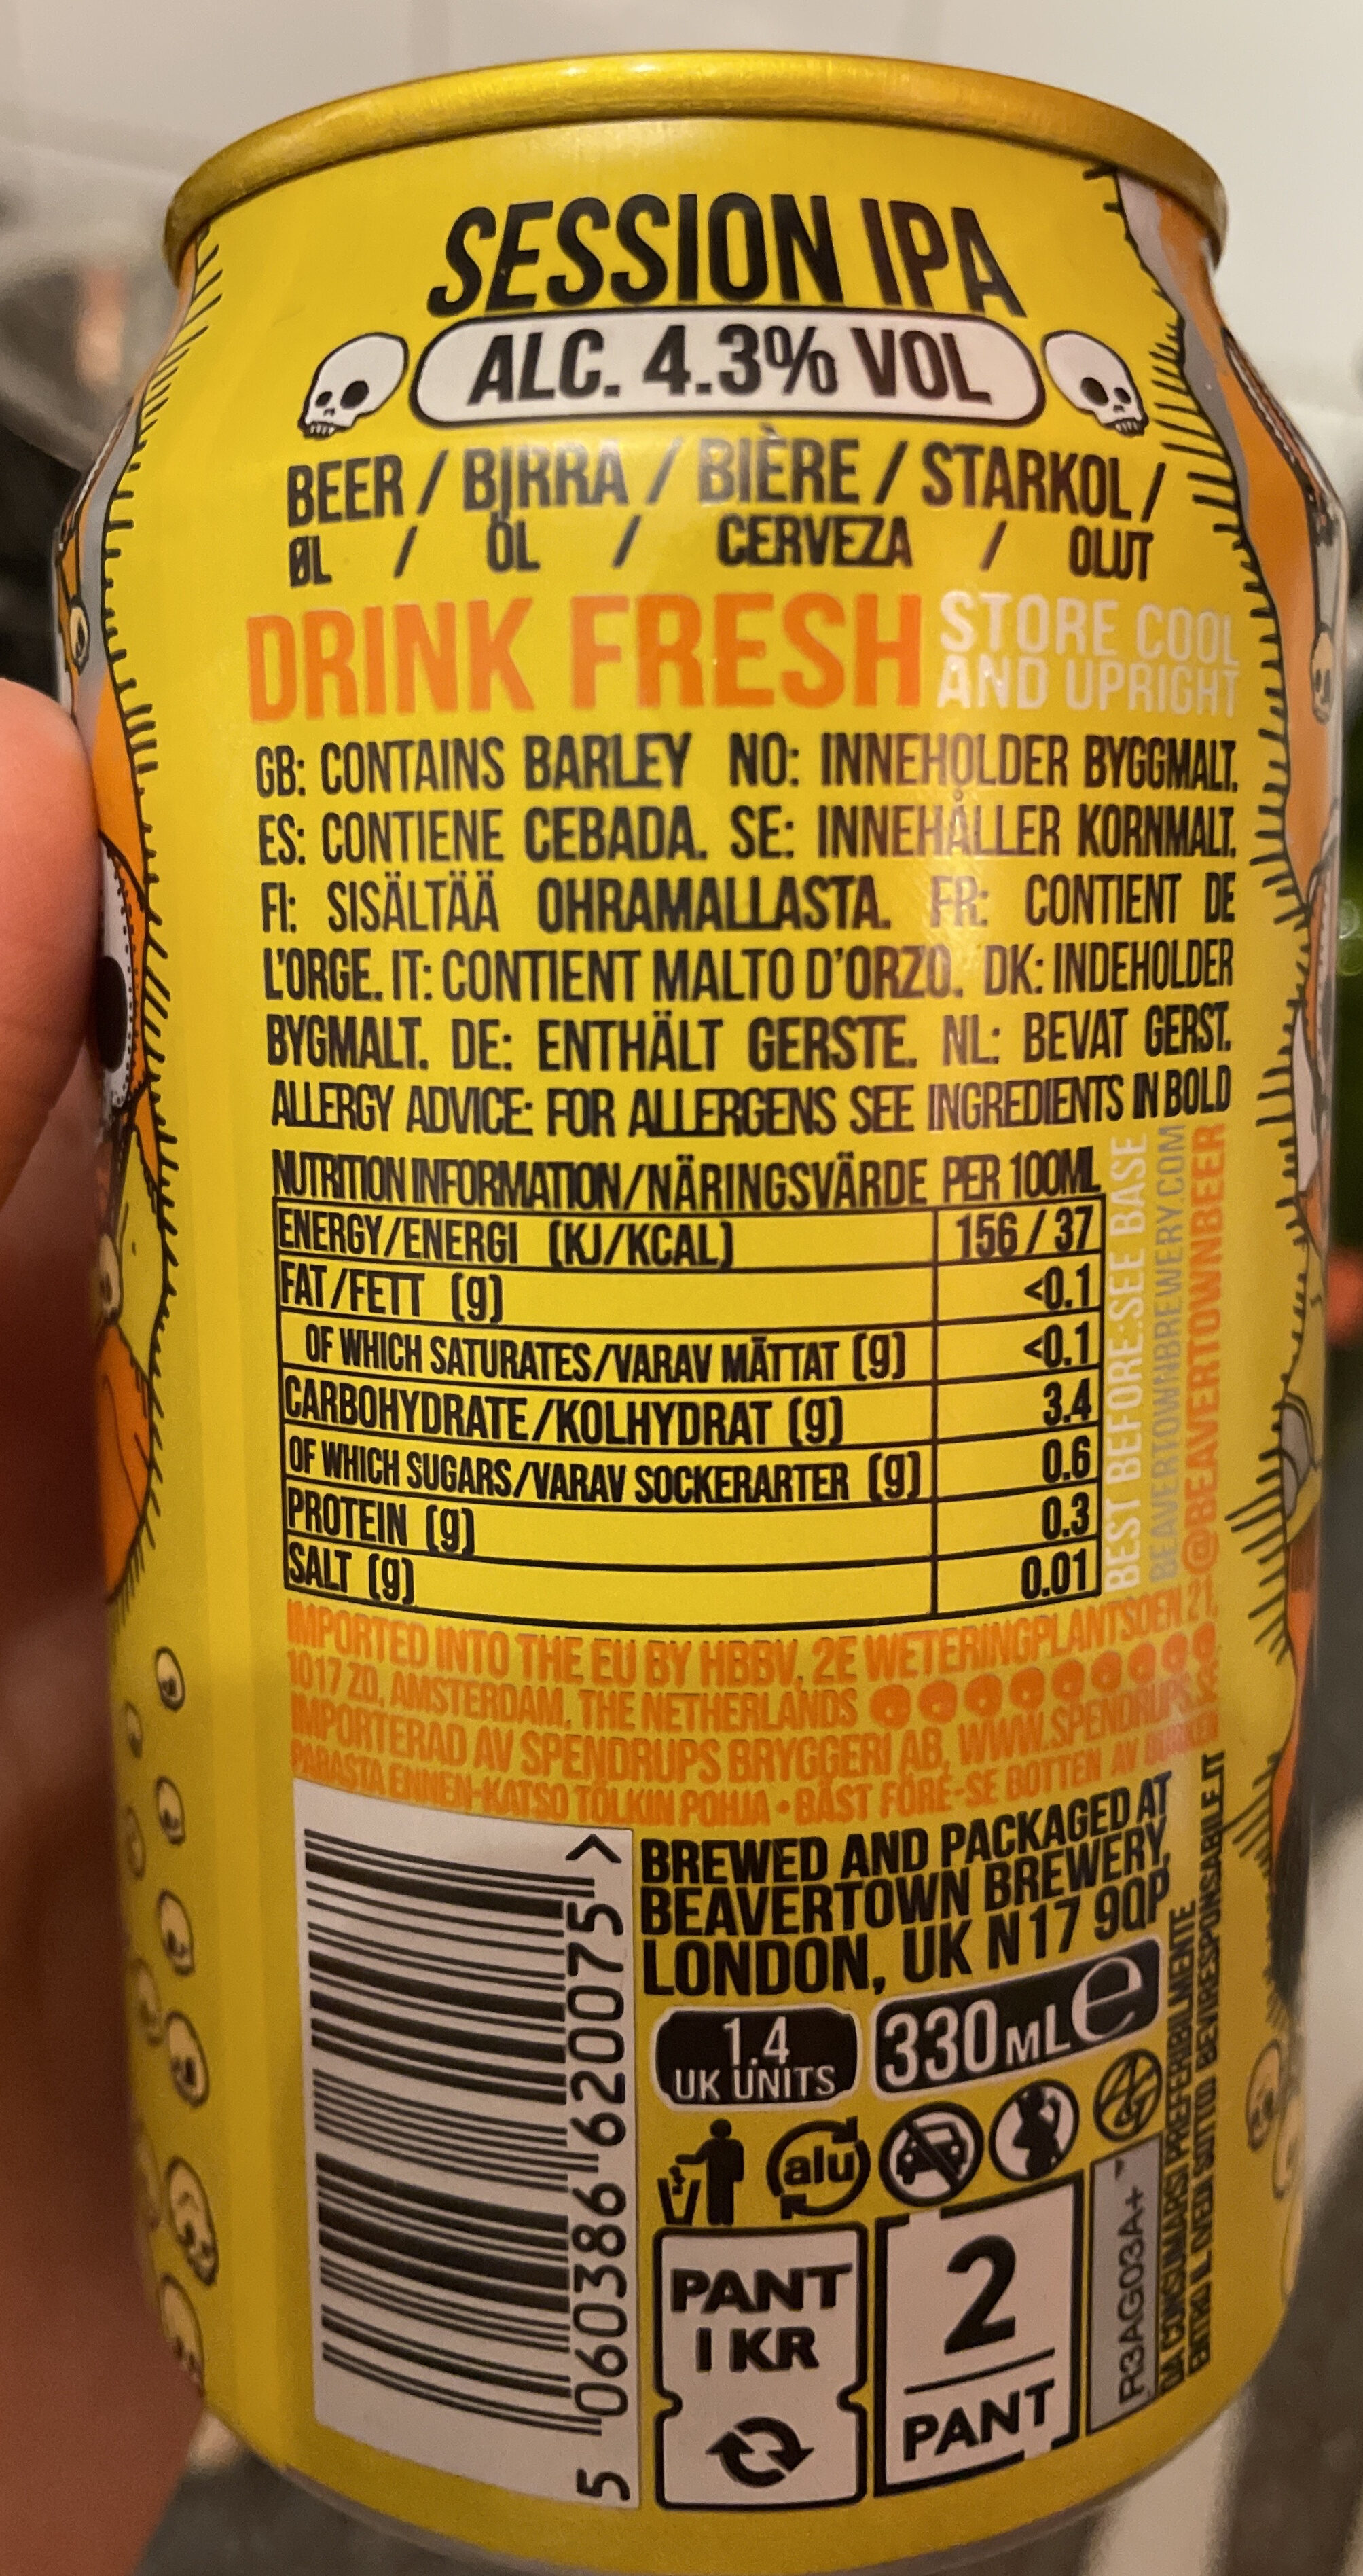 SESSION IPA
ALC. 4.3% VOL
BEER / BIRRA / BIÈRE / STARKOL /
ØL / ÖL / CERVEZA / OLUT
DRINK FRESH
STORE COOL
AND UPRIGHT
GB: CONTAINS BARLEY NO: INNEHOLDER BYGGMALT.
ES: CONTIENE CEBADA. SE: INNEHÅLLER KORNMALT.
FI: SISÄLTÄÄ OHRAMALLASTA. FR: CONTIENT DE
L'ORGE. IT: CONTIENT MALTO D'ORZO. DK: INDEHOLDER
BYGMALT. DE: ENTHÄLT GERSTE. NL: BEVAT GERST.
ALLERGY ADVICE: FOR ALLERGENS SEE INGREDIENTS IN BOLD
NUTRITION INFORMATION/NÄRINGSVÄRDE PER 100ML
ENERGY/ENERGI (KJ/KCAL) 156 / 37
FAT/FETT (g) <0.1
OF WHICH SATURATES/VARAV MÄTTAT (g) <0.1
CARBOHYDRATE/KOLHYDRAT (g) 3.4
OF WHICH SUGARS/VARAV SOCKERARTER (g) 0.6
PROTEIN (g) 0.3
SALT (g) 0.01
BEST BEFORE:SEE BASE
BEAVERTOWNBREWERY.COM
@BEAVERTOWNBEER
IMPORTED INTO THE EU BY HBBV, 2E WETERINGPLANTSOEN 21,
1017 ZD, AMSTERDAM, THE NETHERLANDS
IMPORTERAD AV SPENDRUPS BRYGGERI AB, WWW.SPENDRUPS.SE
PARASTA ENNEN-KATSO TÖLKIN POHJA • BÄST FÖRE-SE BOTTEN AV
BREWED AND PACKAGED AT
BEAVERTOWN BREWERY,
LONDON, UK N17 9QP
1.4
UK UNITS
330MLe
alu
PANT
1 KR
2
PANT
R3AG03A+
DA CONSUMARSI PREFERIBILMENTE
ENTRO IL (VEDI SOTTO) BEVIRESPONSABILE.IT
5 060386 620075 >